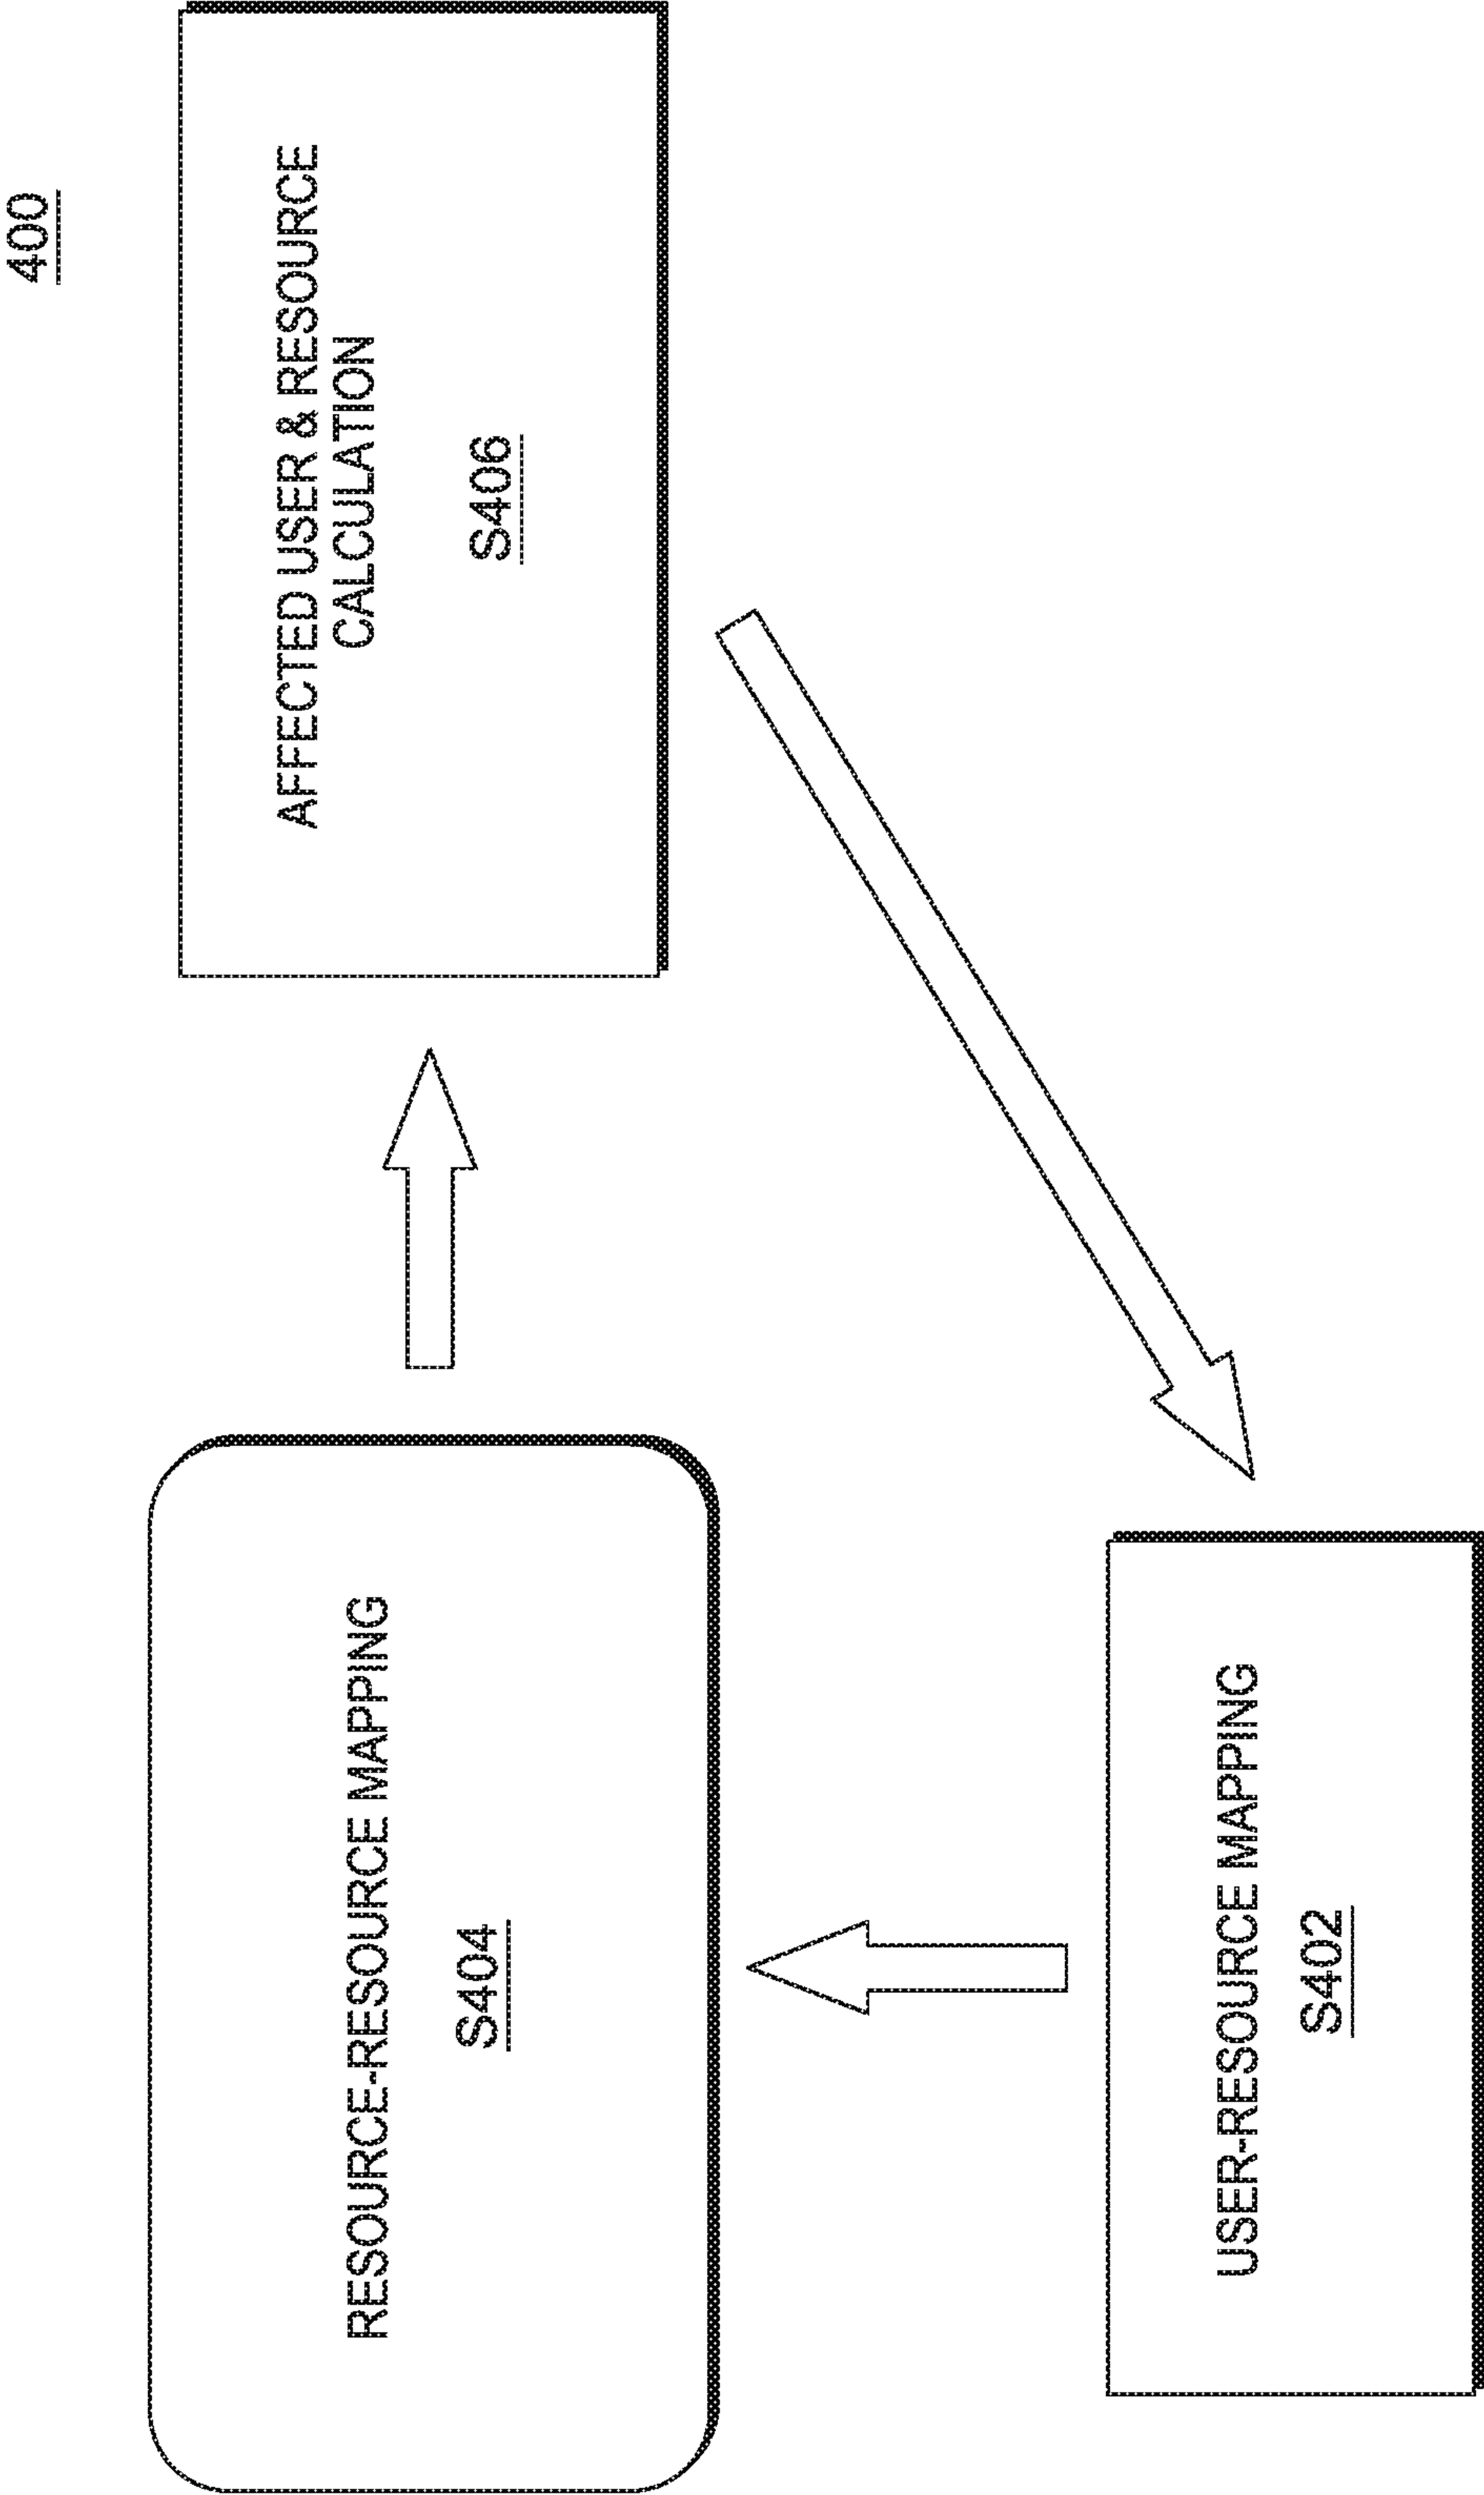 400
RESOURCE-RESOURCE MAPPING
S404
AFFECTED USER & RESOURCE
CALCULATION
S406
USER-RESOURCE MAPPING
S402